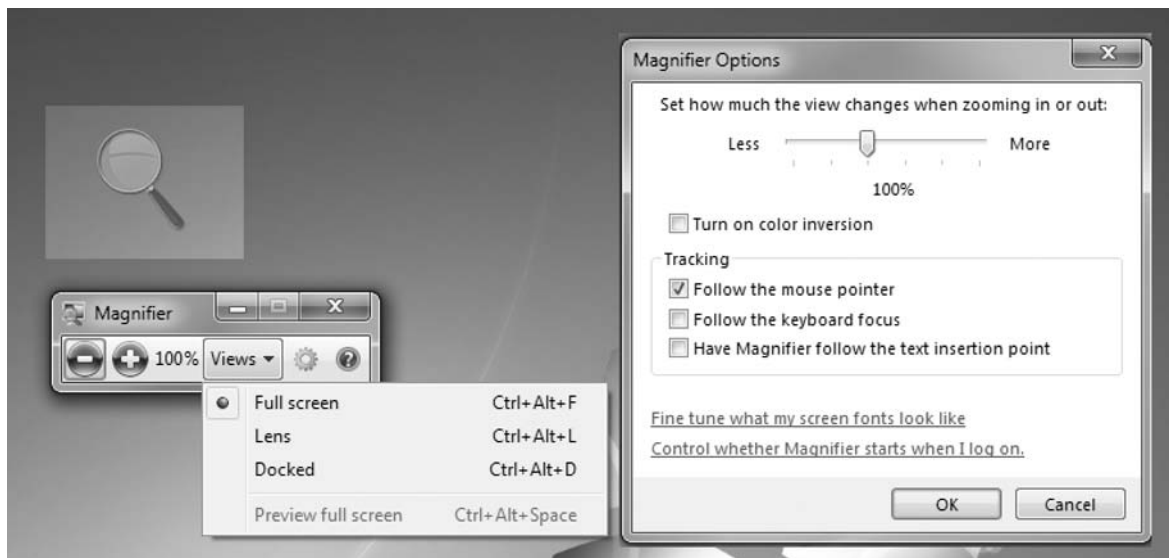 Magnifier
100% Views
Full screen Ctrl+Alt+F
Lens Ctrl+Alt+L
Docked Ctrl+Alt+D
Preview full screen Ctrl+Alt+Space
Magnifier Options
Set how much the view changes when zooming in or out:
Less More
100%
Turn on color inversion
Tracking
Follow the mouse pointer
Follow the keyboard focus
Have Magnifier follow the text insertion point
Fine tune what my screen fonts look like
Control whether Magnifier starts when I log on.
OK Cancel